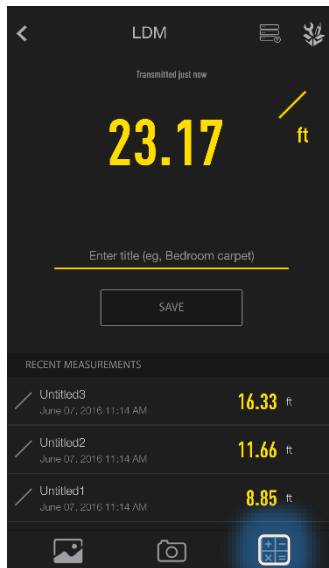 LDM
Transmitted just now
23.17 ft
Enter title (eg, Bedroom carpet)
SAVE
RECENT MEASUREMENTS
Untitled3
June 07, 2016 11:14 AM
16.33 ft
Untitled2
June 07, 2016 11:14 AM
11.66 ft
Untitled1
June 07, 2016 11:14 AM
8.85 ft